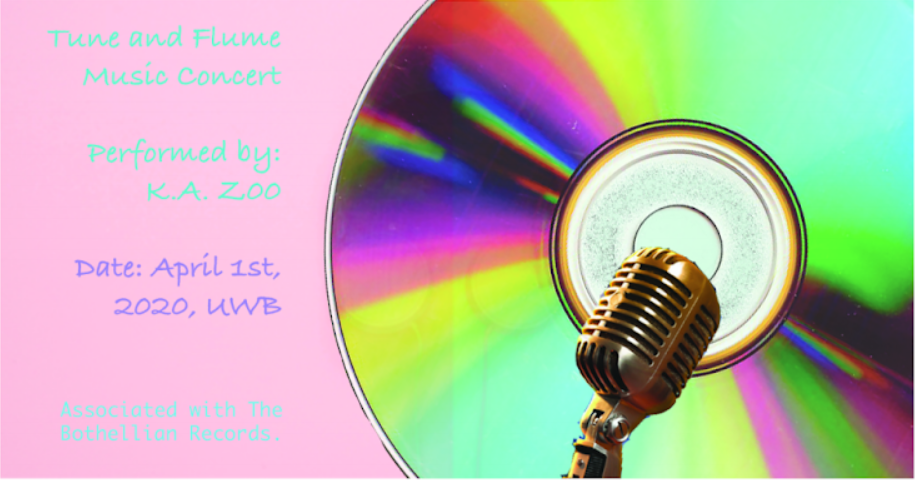 Tune and Flume
Music Concert
Performed by:
K.A. Zoo
Date: April 1st,
2020, UWB
Associated with The
Bothellian Records.